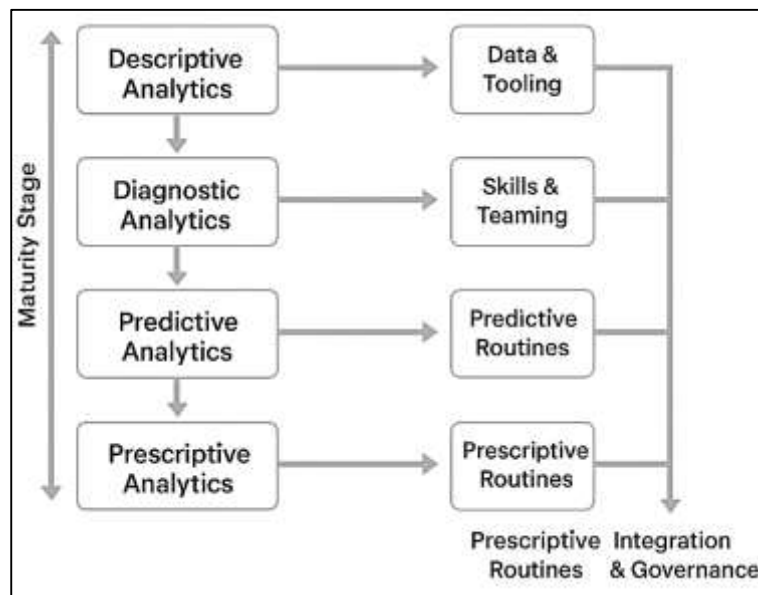 Maturity Stage
Descriptive
Analytics
Data &
Tooling
Diagnostic
Analytics
Skills &
Teaming
Predictive
Analytics
Predictive
Routines
Prescriptive
Analytics
Prescriptive
Routines
Prescriptive
Routines
Integration
& Governance